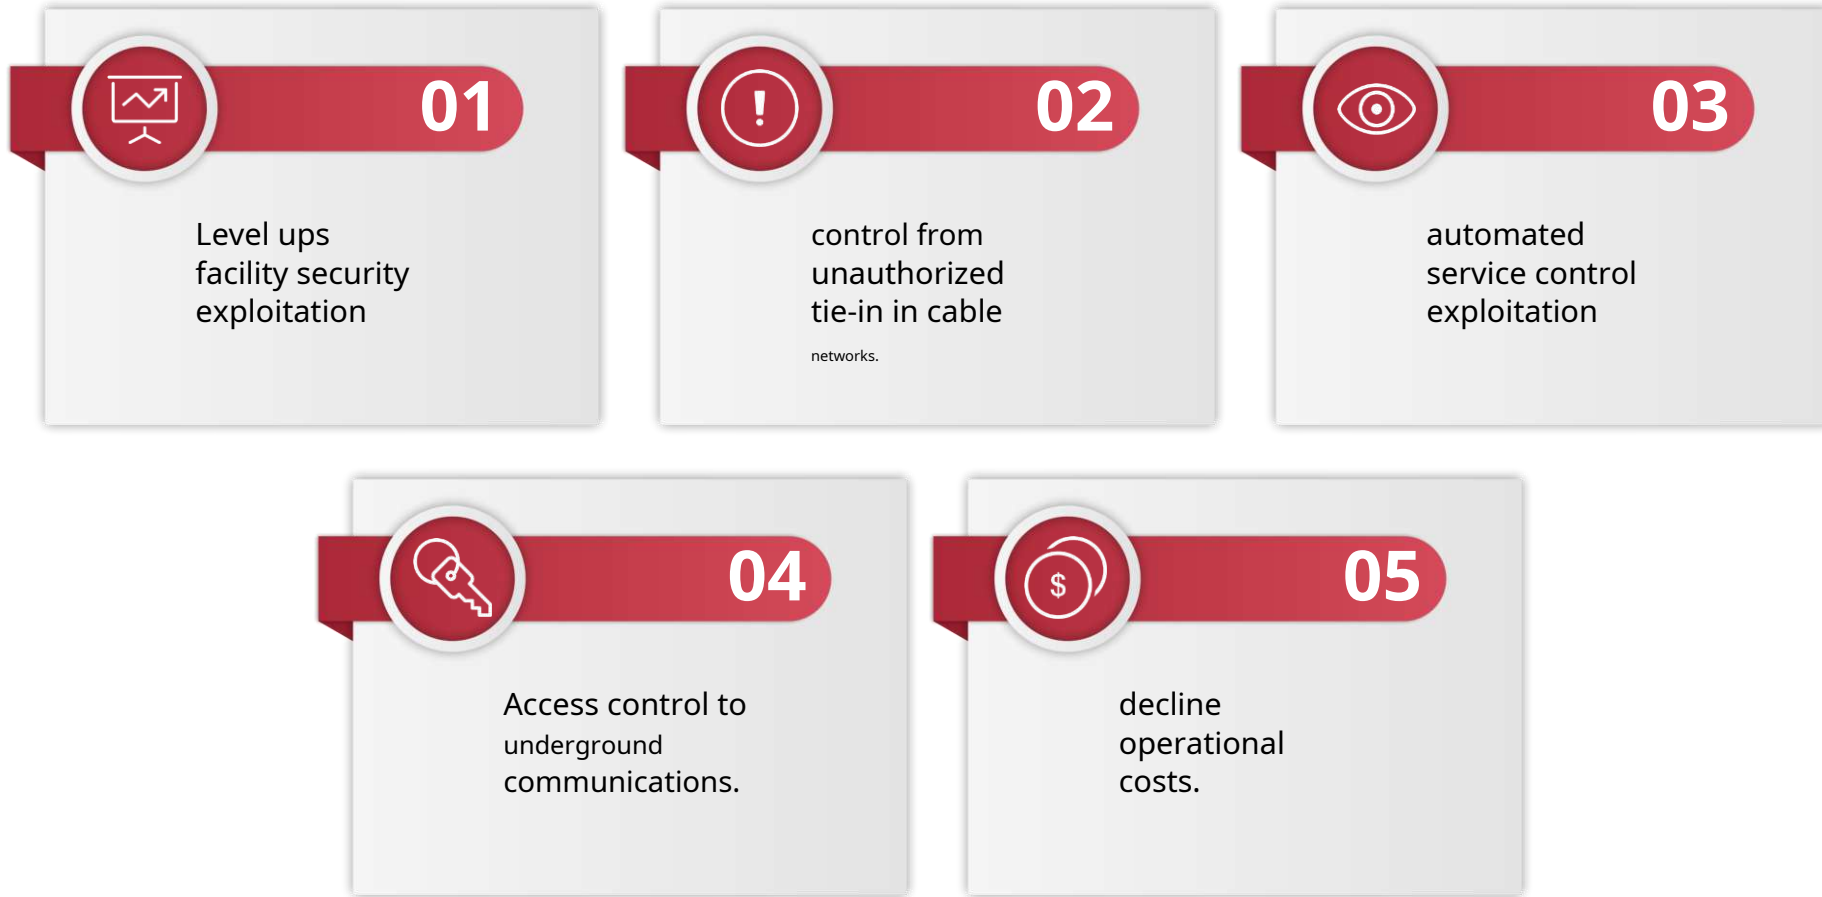 01
Level ups
facility security
exploitation
02
control from
unauthorized
tie-in in cable
networks.
03
automated
service control
exploitation
04
Access control to
underground
communications.
$
05
decline
operational
costs.